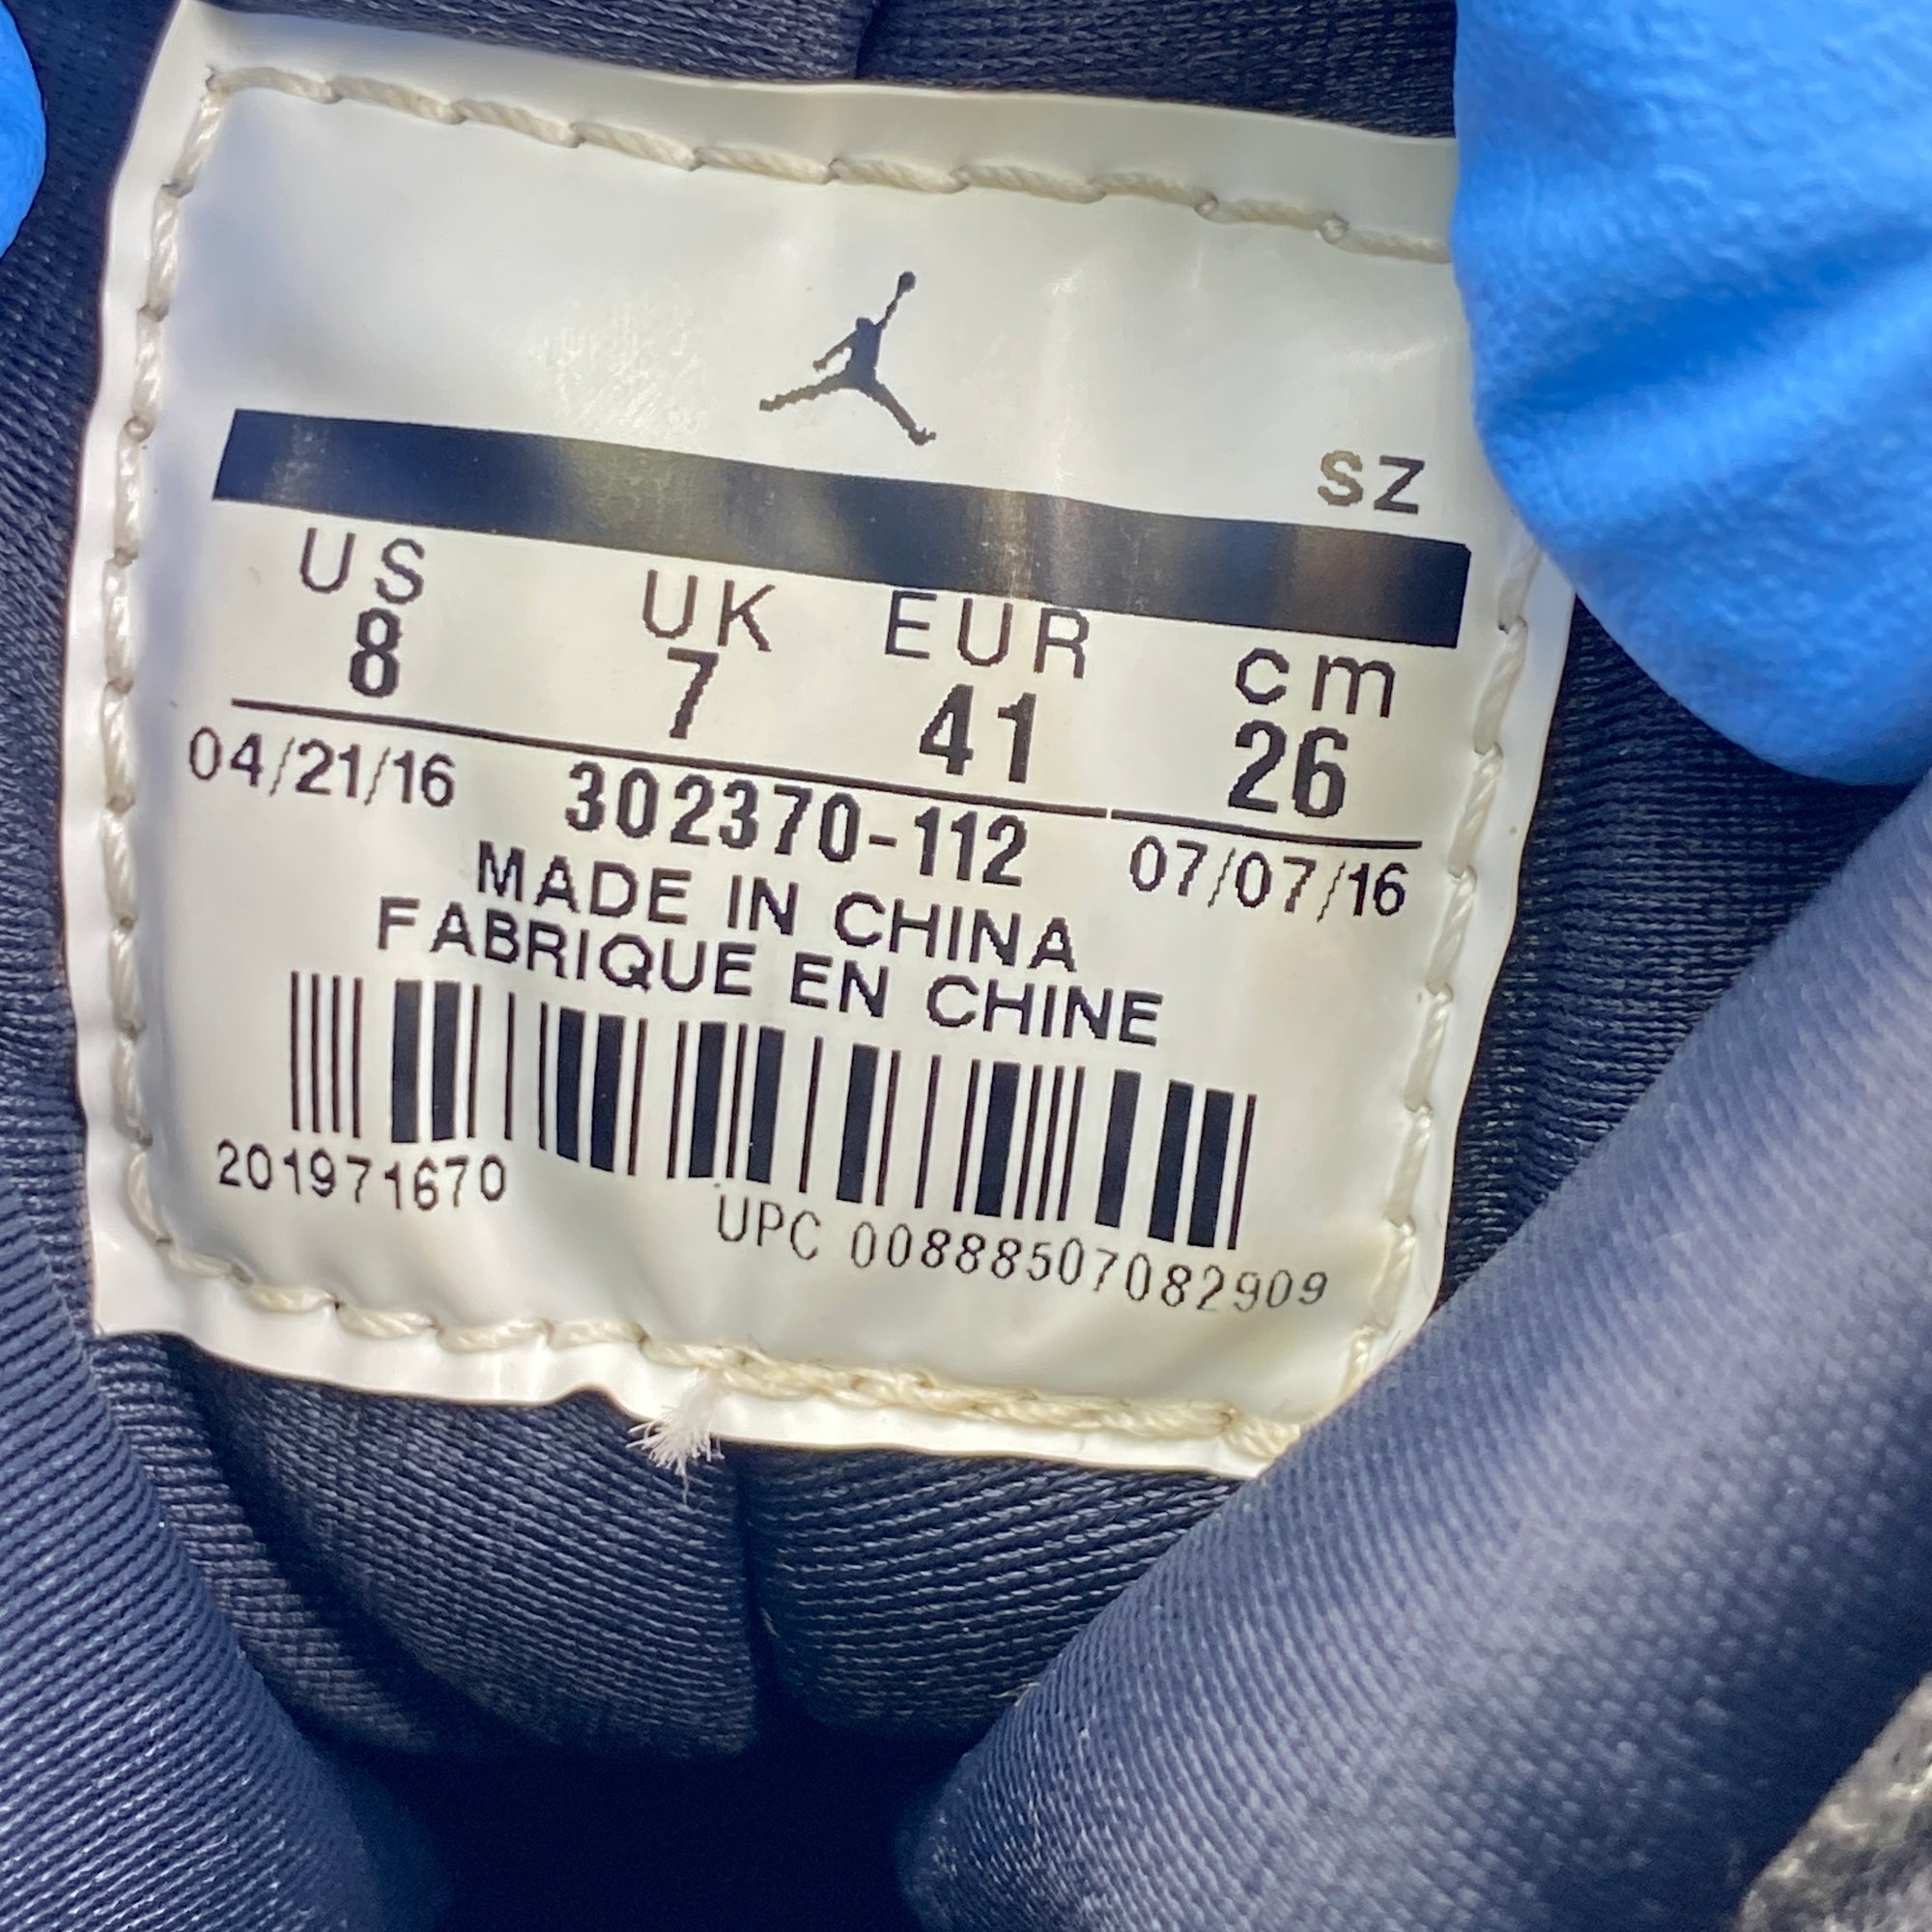 SZ
US UK EUR cm
8 7 41 26
04/21/16 302370-112 07/07/16
MADE IN CHINA
FABRIQUE EN CHINE
201971670 UPC 00888507082909